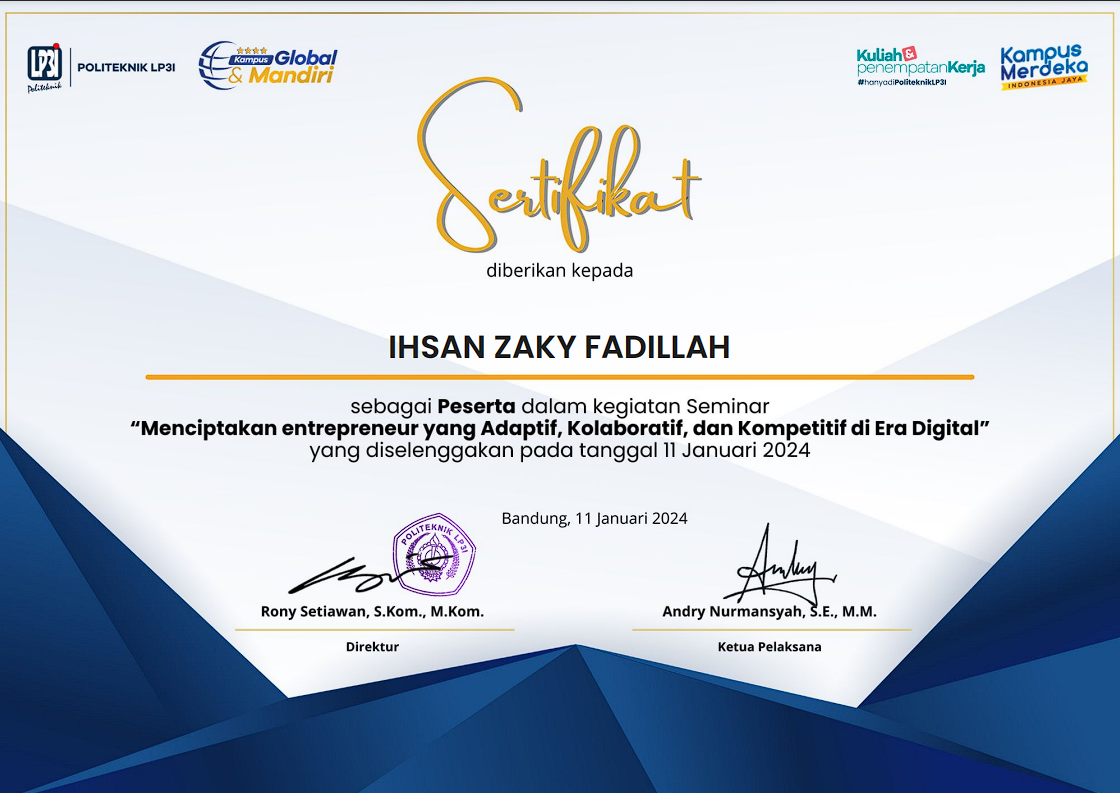 LP3I
Politeknik
POLITEKNIK LP3I
Kampus Global
& Mandiri
Kuliah &
penempatanKerja
#hanyadiPoliteknikLP3I
Kampus
Merdeka
INDONESIA JAYA
Sertifikat
diberikan kepada
IHSAN ZAKY FADILLAH
sebagai Peserta dalam kegiatan Seminar
“Menciptakan entrepreneur yang Adaptif, Kolaboratif, dan Kompetitif di Era Digital”
yang diselenggakan pada tanggal 11 Januari 2024
Bandung, 11 Januari 2024
POLITEKNIK LP3I
Rony Setiawan, S.Kom., M.Kom.
Direktur
Andry Nurmansyah, S.E., M.M.
Ketua Pelaksana